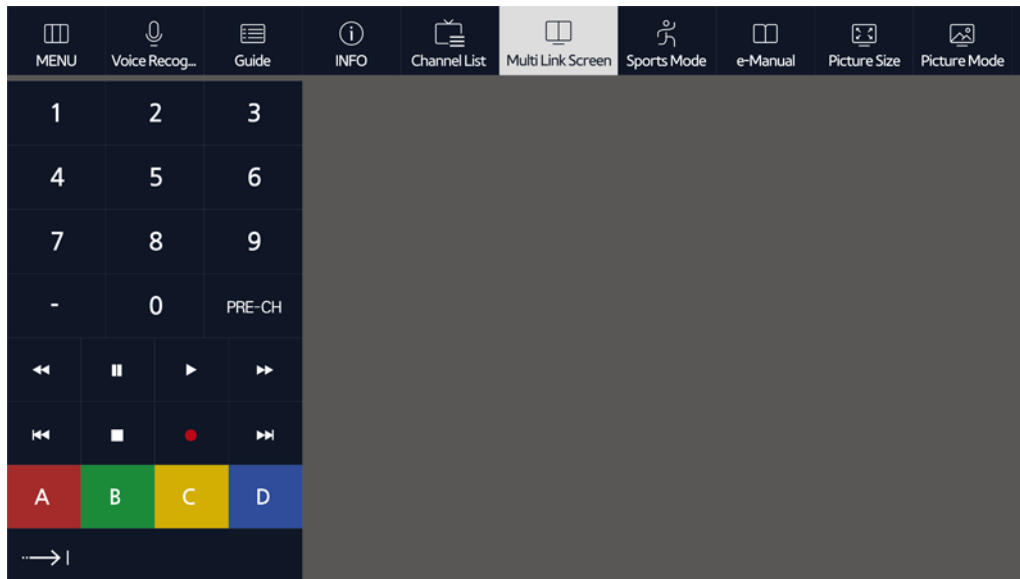 MENU Voice Recog... Guide INFO Channel List Multi Link Screen Sports Mode e-Manual Picture Size Picture Mode
1 2 3
4 5 6
7 8 9
- 0 PRE-CH
A B C D